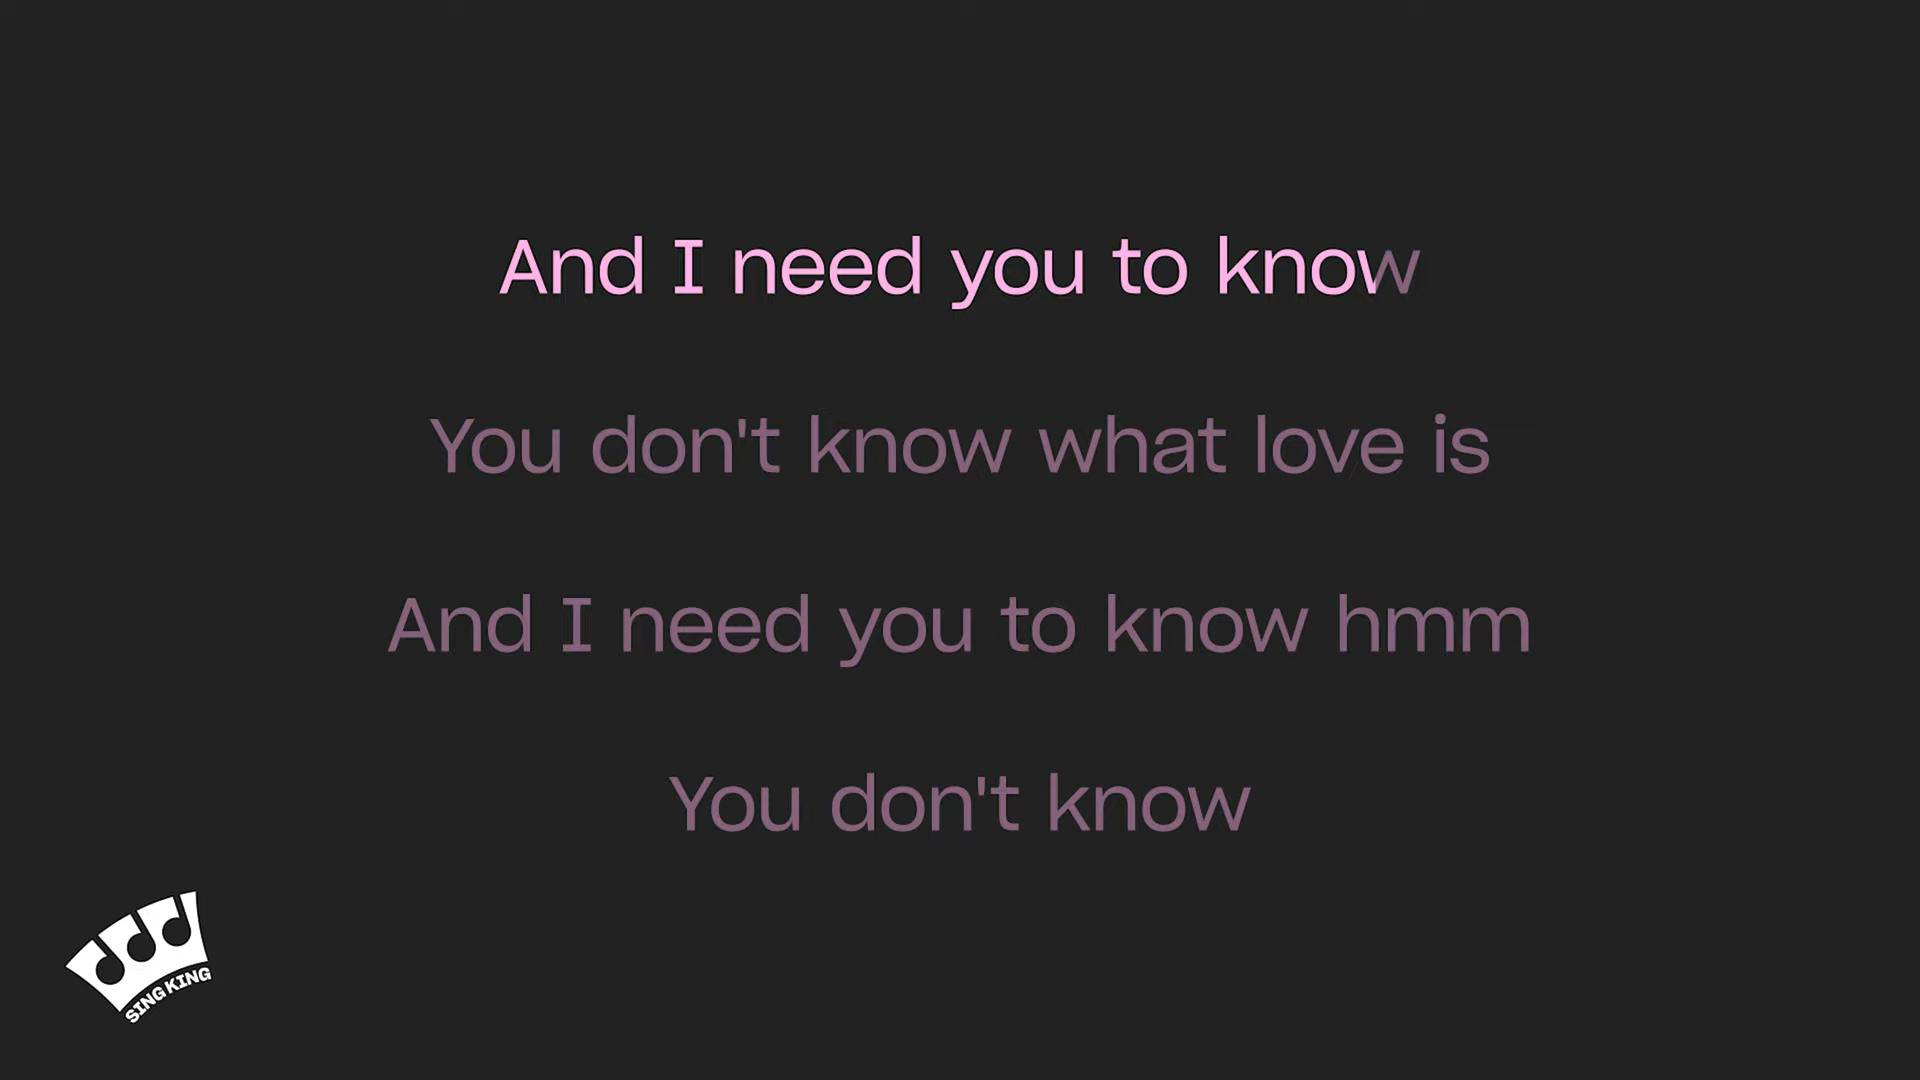 And I need you to know
You don't know what love is
And I need you to know hmm
You don't know
SING KING